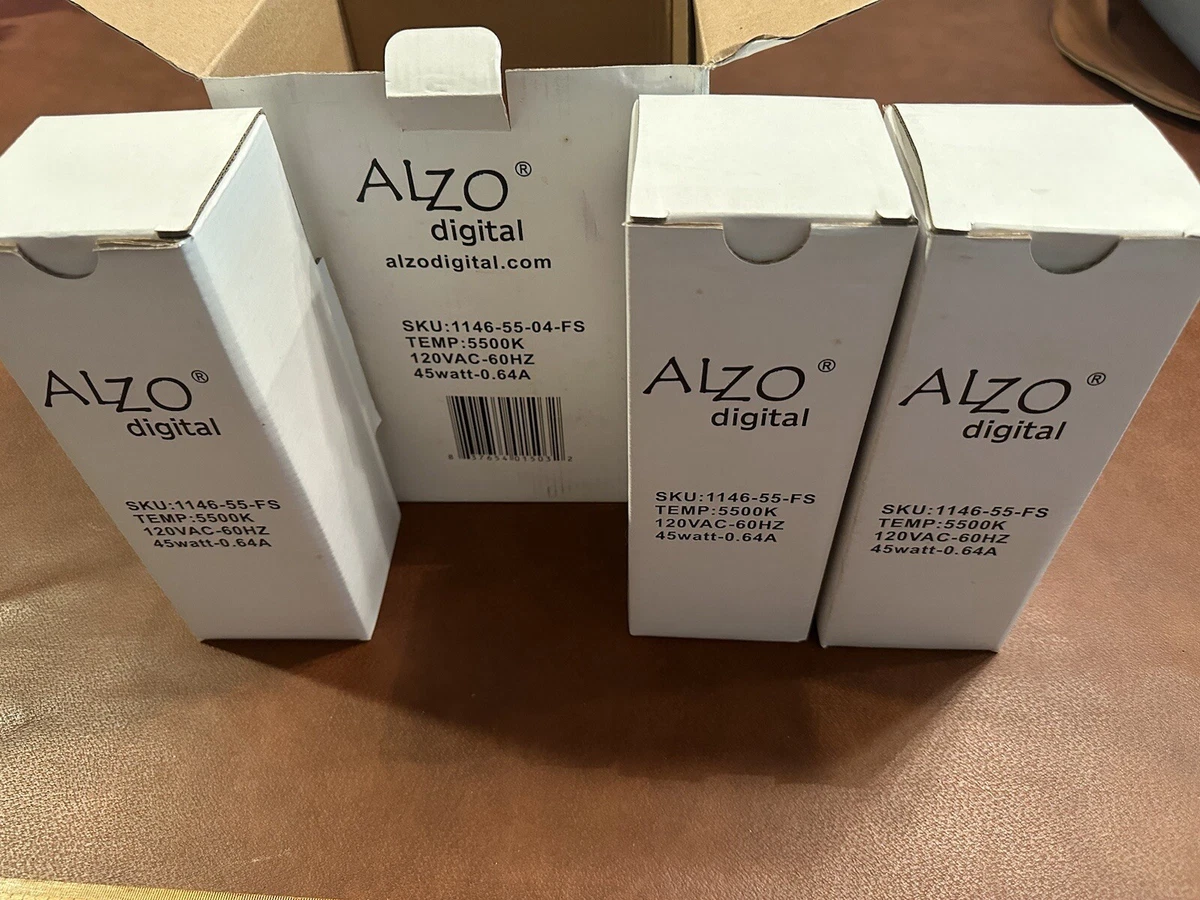 ALZO®
digital
alzodigital.com
SKU:1146-55-04-FS
TEMP:5500K
120VAC-60HZ
45watt-0.64A
ALZO®
digital
SKU:1146-55-FS
TEMP:5500K
120VAC-60HZ
45watt-0.64A
ALZO®
digital
SKU:1146-55-FS
TEMP:5500K
120VAC-60HZ
45watt-0.64A
ALZO®
digital
SKU:1146-55-FS
TEMP:5500K
120VAC-60HZ
45watt-0.64A